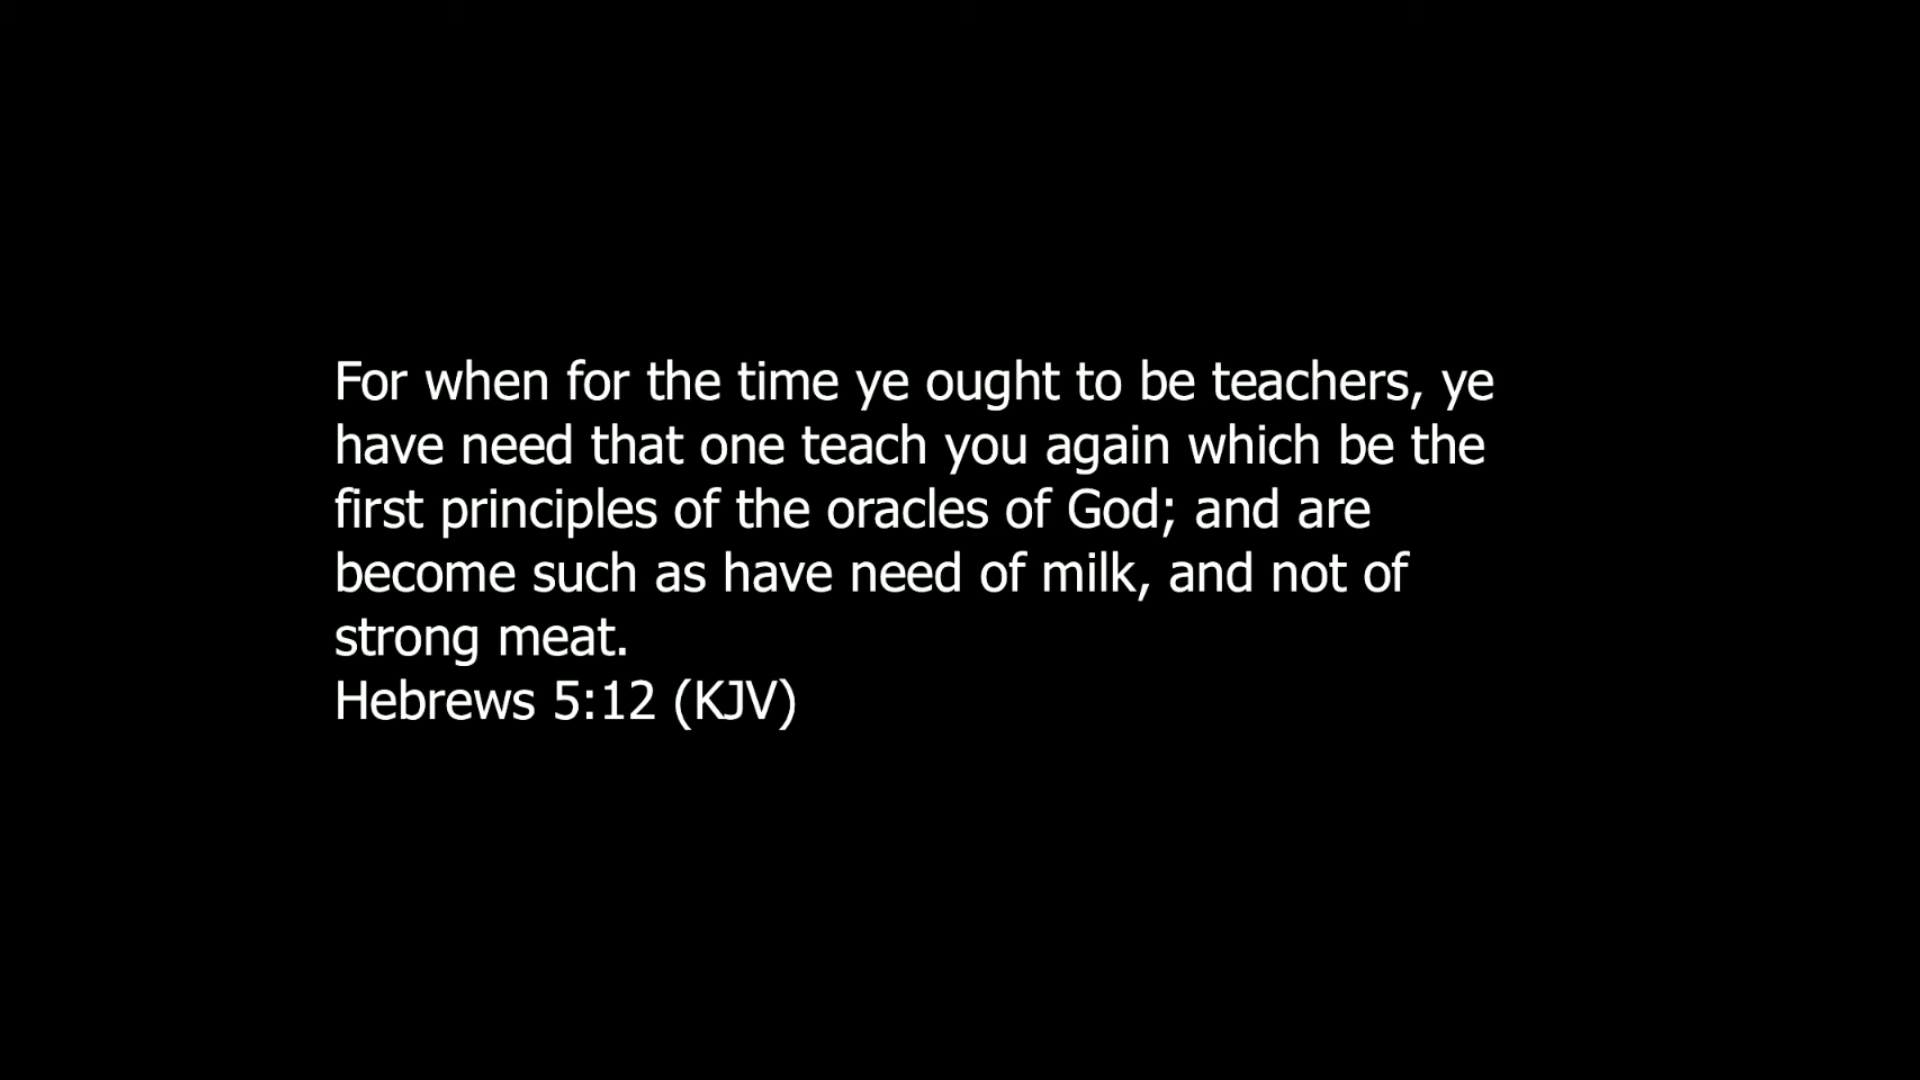 For when for the time ye ought to be teachers, ye
have need that one teach you again which be the
first principles of the oracles of God; and are
become such as have need of milk, and not of
strong meat.
Hebrews 5:12 (KJV)